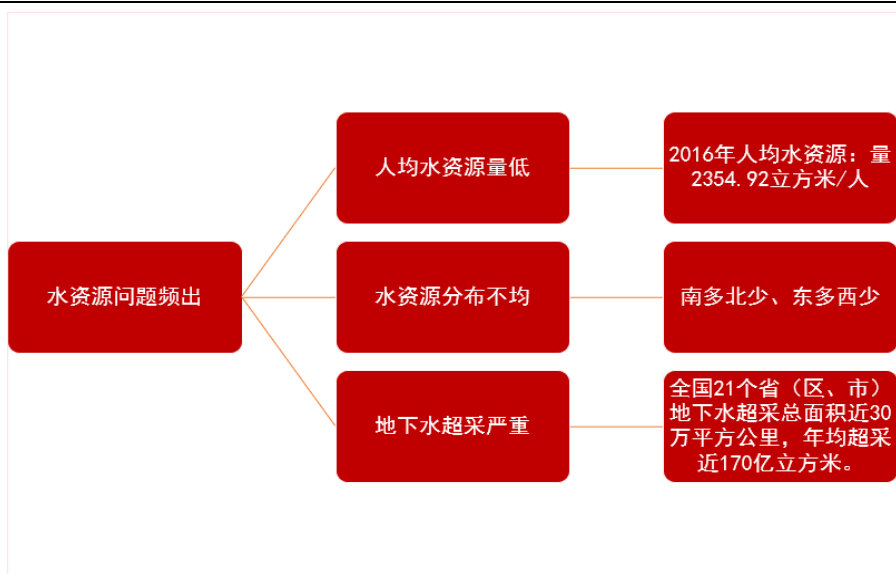 人均水资源量低
2016年人均水资源：量
2354.92立方米/人
水资源问题频出
水资源分布不均
南多北少、东多西少
地下水超采严重
全国21个省（区、市）
地下水超采总面积近30
万平方公里，年均超采
近170亿立方米。